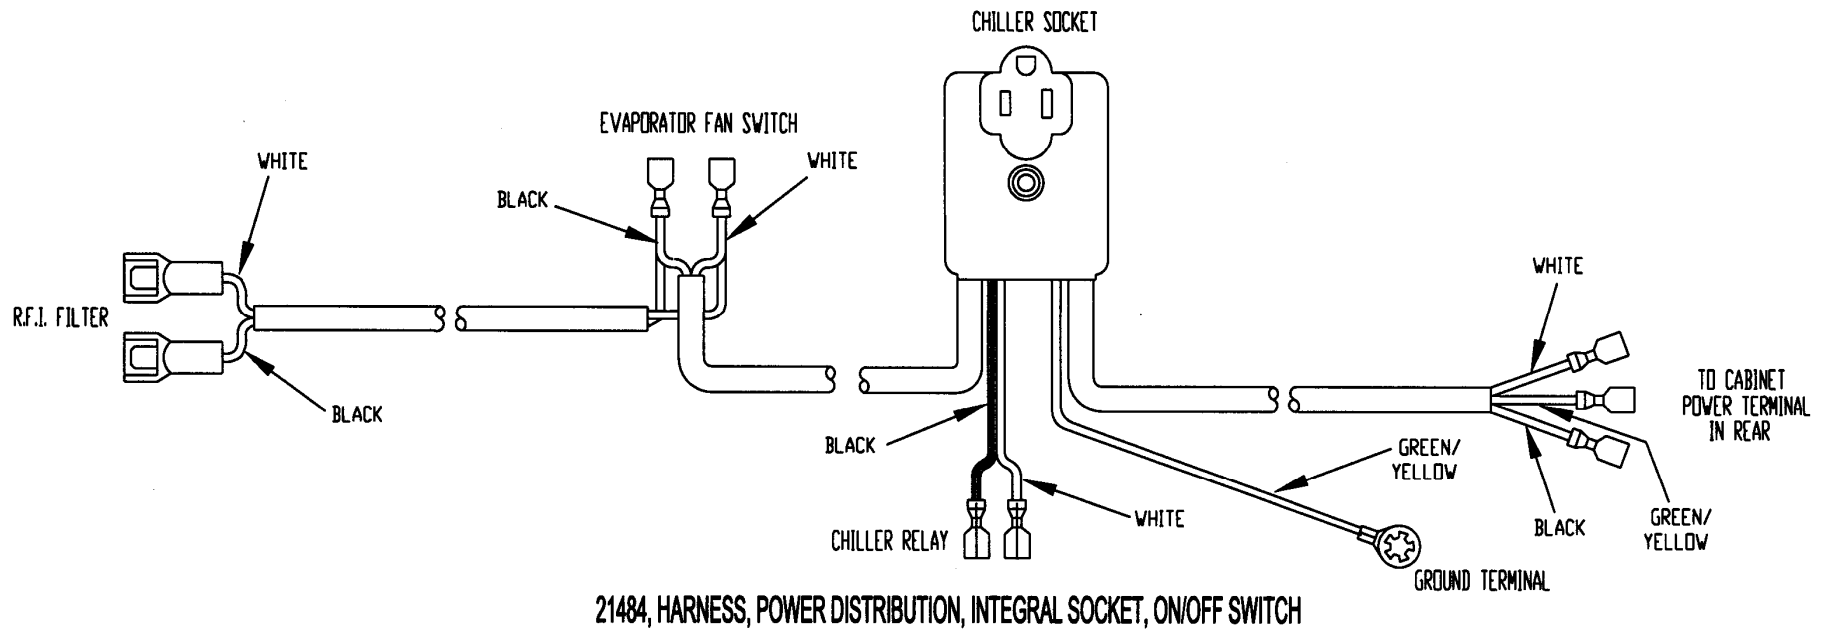 CHILLER SOCKET
EVAPORATOR FAN SWITCH
WHITE
WHITE
BLACK
WHITE
R.F.I. FILTER
TO CABINET
POWER TERMINAL
IN REAR
BLACK
BLACK
GREEN/
YELLOW
WHITE
BLACK
GREEN/
YELLOW
CHILLER RELAY
GROUND TERMINAL
21484, HARNESS, POWER DISTRIBUTION, INTEGRAL SOCKET, ON/OFF SWITCH